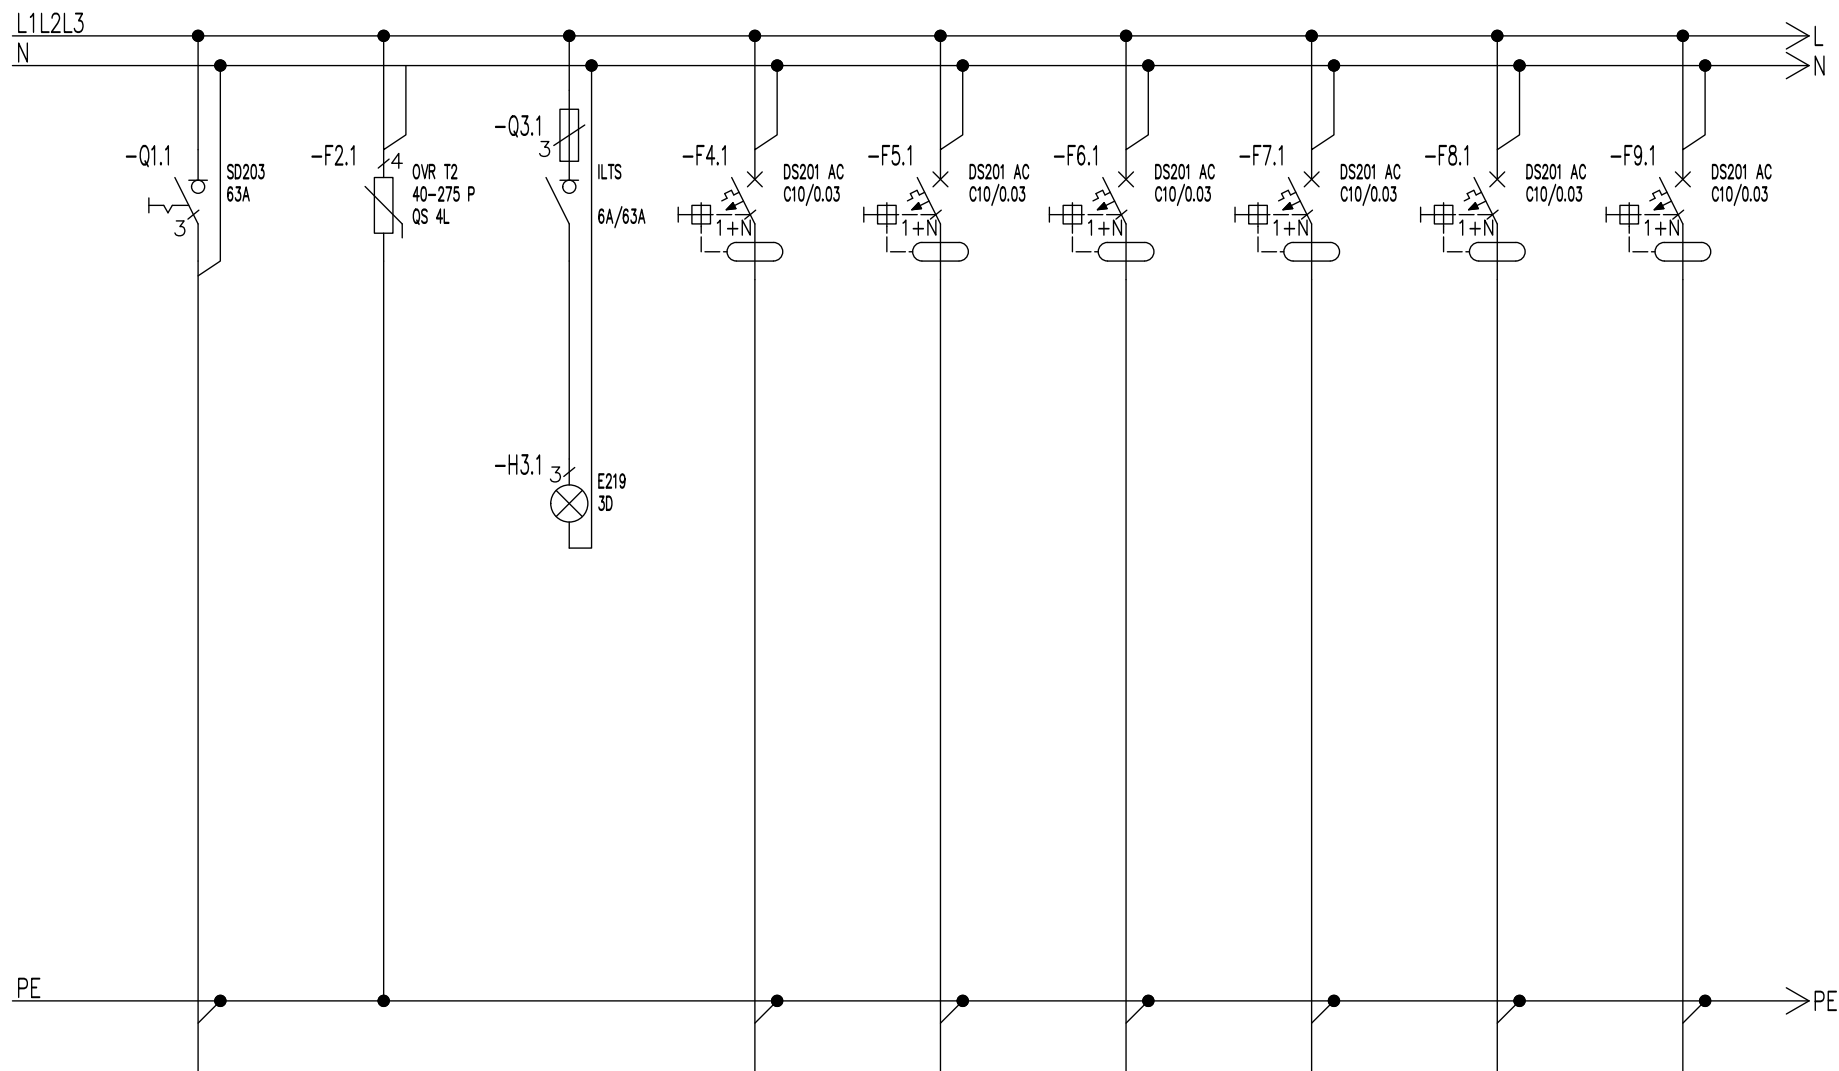 L1L2L3
L
N
N
-Q1.1
SD203
63A
3
-F2.1
4
OVR T2
40-275 P
QS 4L
-Q3.1
3
ILTS
6A/63A
-H3.1
3
E219
3D
-F4.1
DS201 AC
C10/0.03
1+N
-F5.1
DS201 AC
C10/0.03
1+N
-F6.1
DS201 AC
C10/0.03
1+N
-F7.1
DS201 AC
C10/0.03
1+N
-F8.1
DS201 AC
C10/0.03
1+N
-F9.1
DS201 AC
C10/0.03
1+N
PE
PE